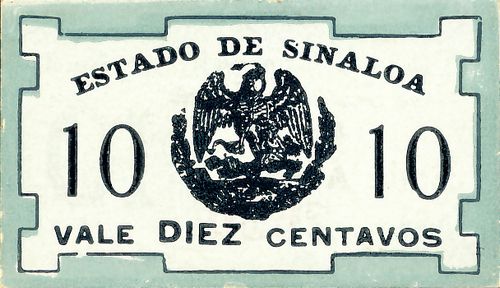 ESTADO DE SINALOA
10 10
VALE DIEZ CENTAVOS